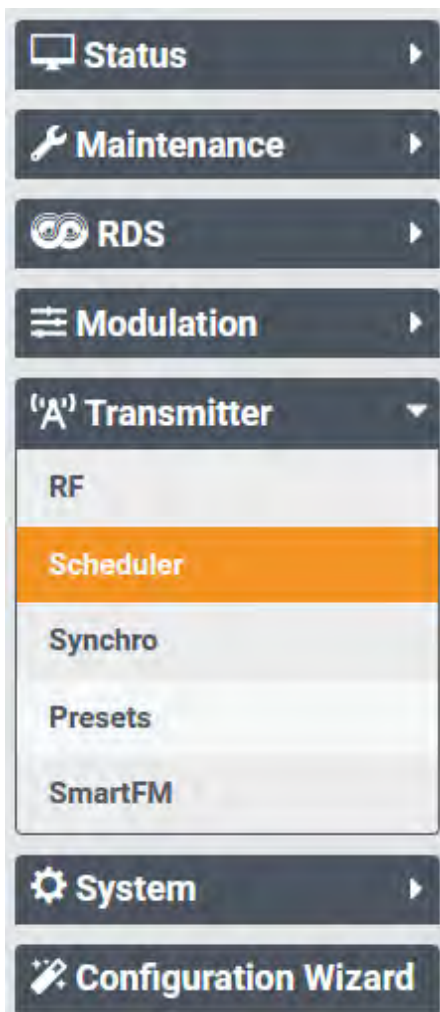 Status
Maintenance
RDS
Modulation
Transmitter
RF
Scheduler
Synchro
Presets
SmartFM
System
Configuration Wizard